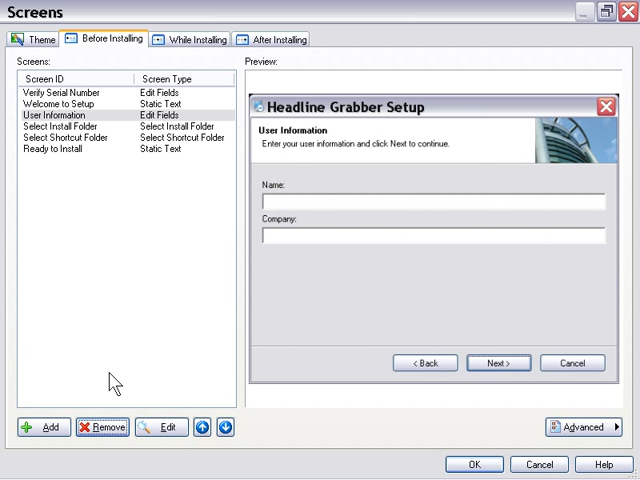 Screens
Theme
Before Installing
While Installing
After Installing
Screens:
Preview:
Screen ID Screen Type
Verify Serial Number Edit Fields
Welcome to Setup Static Text
User Information Edit Fields
Select Install Folder Select Install Folder
Select Shortcut Folder Select Shortcut Folder
Ready to Install Static Text
Headline Grabber Setup
User Information
Enter your user information and click Next to continue.
Name:
Company:
< Back
Next >
Cancel
Add
Remove
Edit
Advanced
OK
Cancel
Help